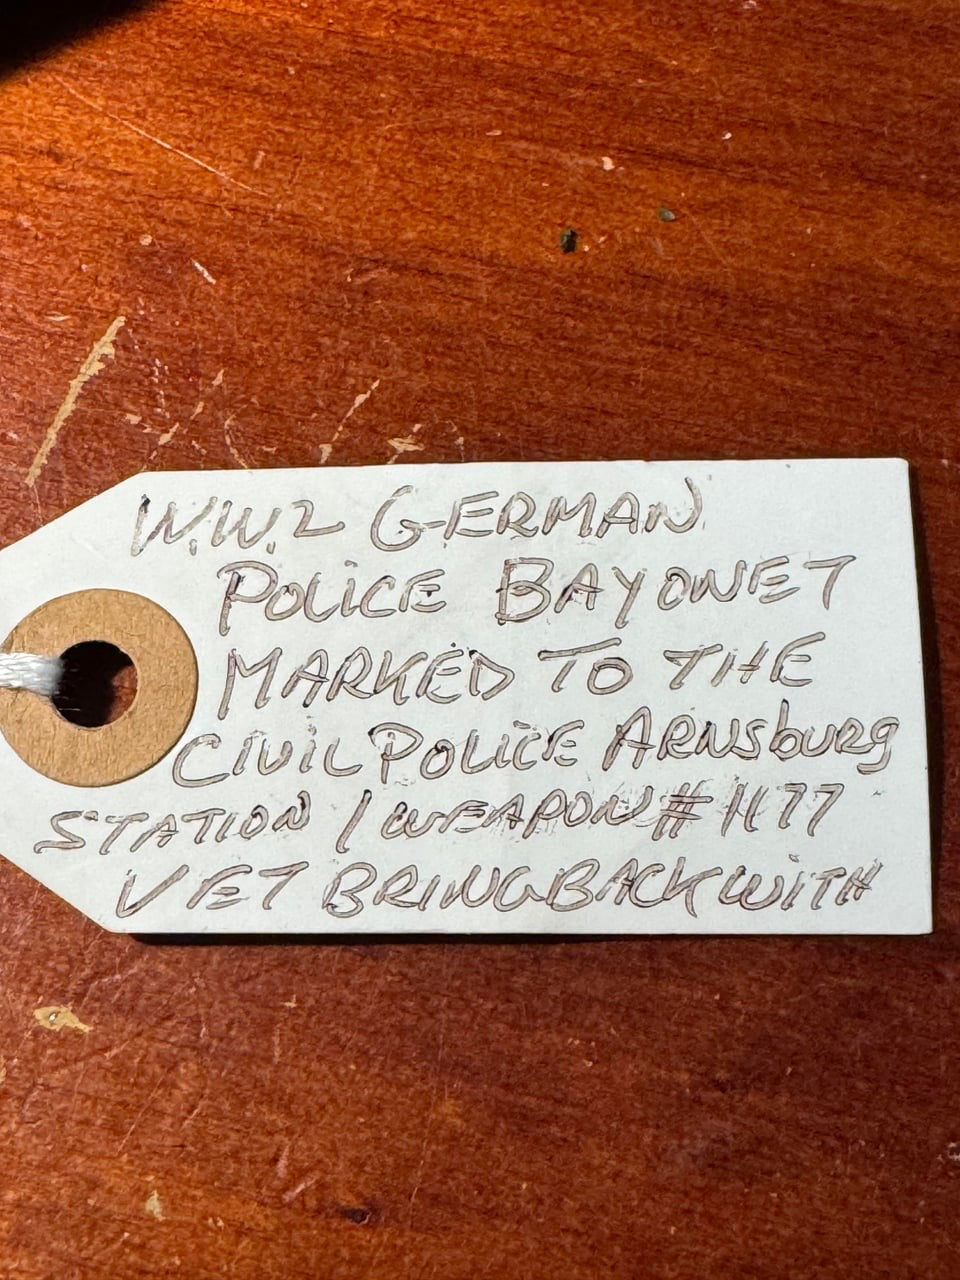 W.W.2 GERMAN
POLICE BAYONET
MARKED TO THE
CIVIL POLICE ARNSburg
STATION / WEAPON # 1177
VET BRINGBACK WITH